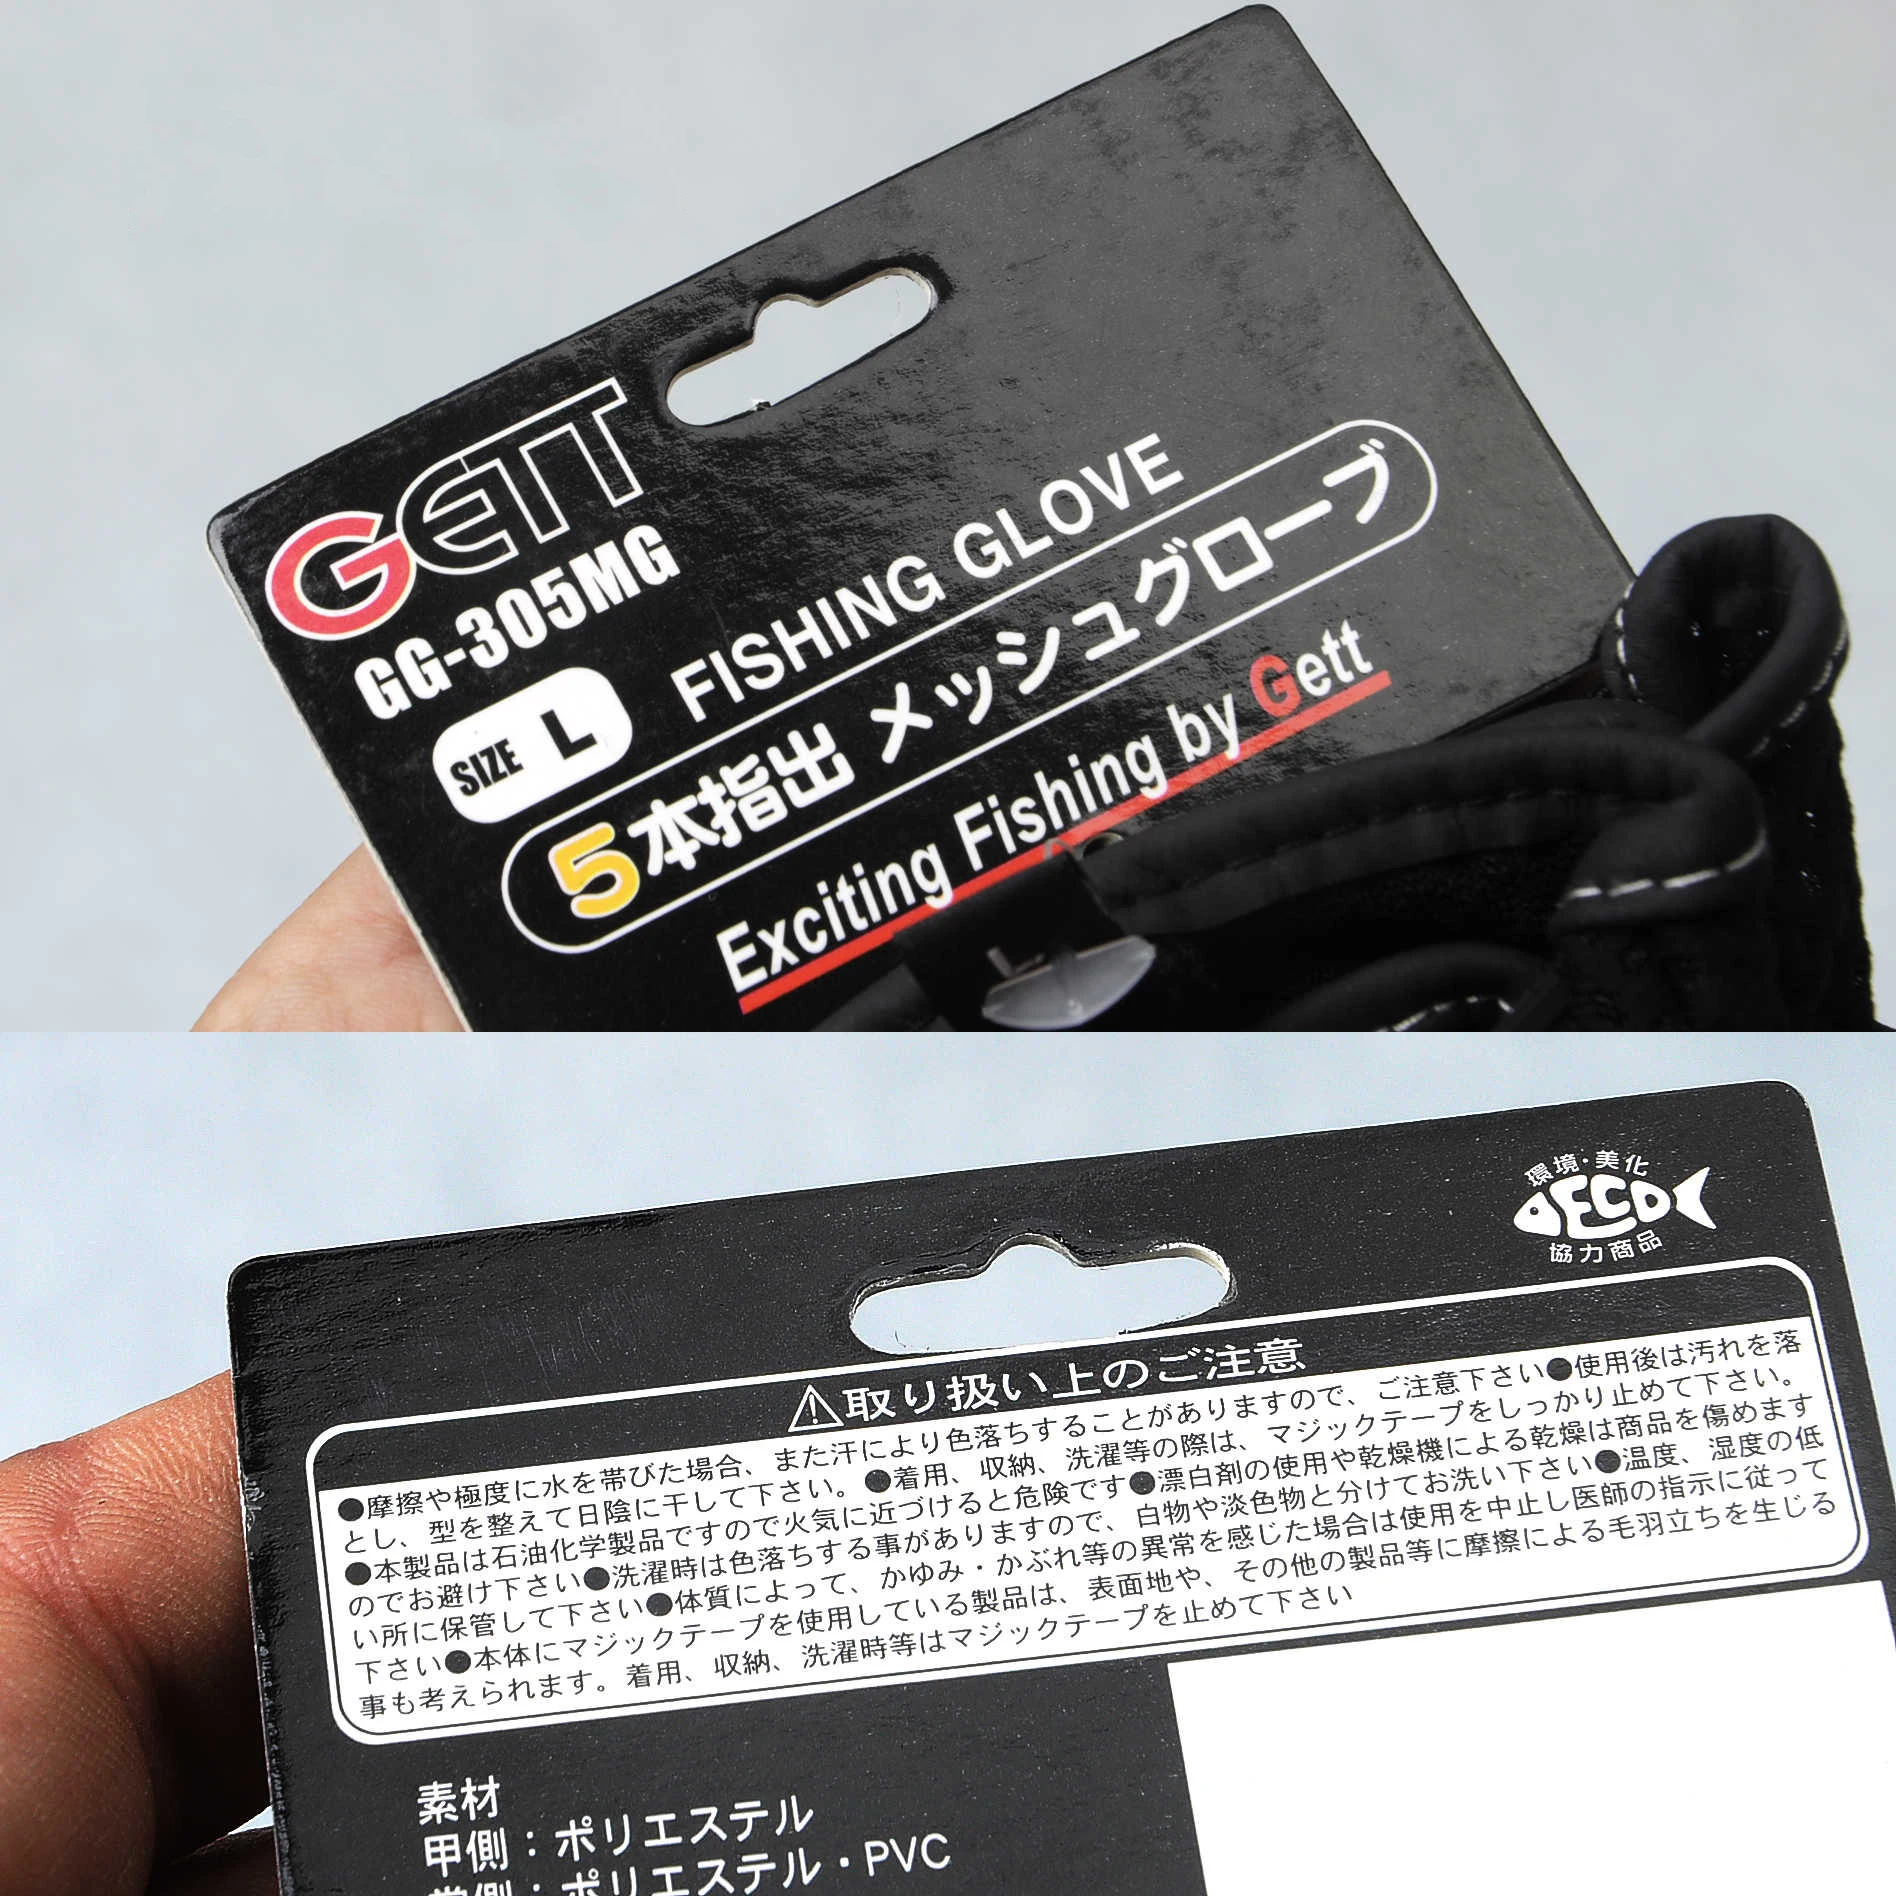 GETT
GG-305MG
SIZE L
FISHING GLOVE
5本指出 メッシュグローブ
Exciting Fishing by Gett
環境・美化
ECO
協力商品
⚠取り扱い上のご注意
●摩擦や極度に水を帯びた場合、また汗により色落ちすることがありますので、ご注意下さい●使用後は汚れを落
とし、型を整えて日陰に干して下さい。●着用、収納、洗濯等の際は、マジックテープをしっかり止めて下さい。
●本製品は石油化学製品ですので火気に近づけると危険です●漂白剤の使用や乾燥機による乾燥は商品を傷めます
のでお避け下さい●洗濯時は色落ちする事がありますので、白物や淡色物と分けてお洗い下さい●温度、湿度の低
い所に保管して下さい●体質によって、かゆみ・かぶれ等の異常を感じた場合は使用を中止し医師の指示に従って
下さい●本体にマジックテープを使用している製品は、表面地や、その他の製品等に摩擦による毛羽立ちを生じる
事も考えられます。着用、収納、洗濯時等はマジックテープを止めて下さい
素材
甲側：ポリエステル
掌側：ポリエステル・PVC